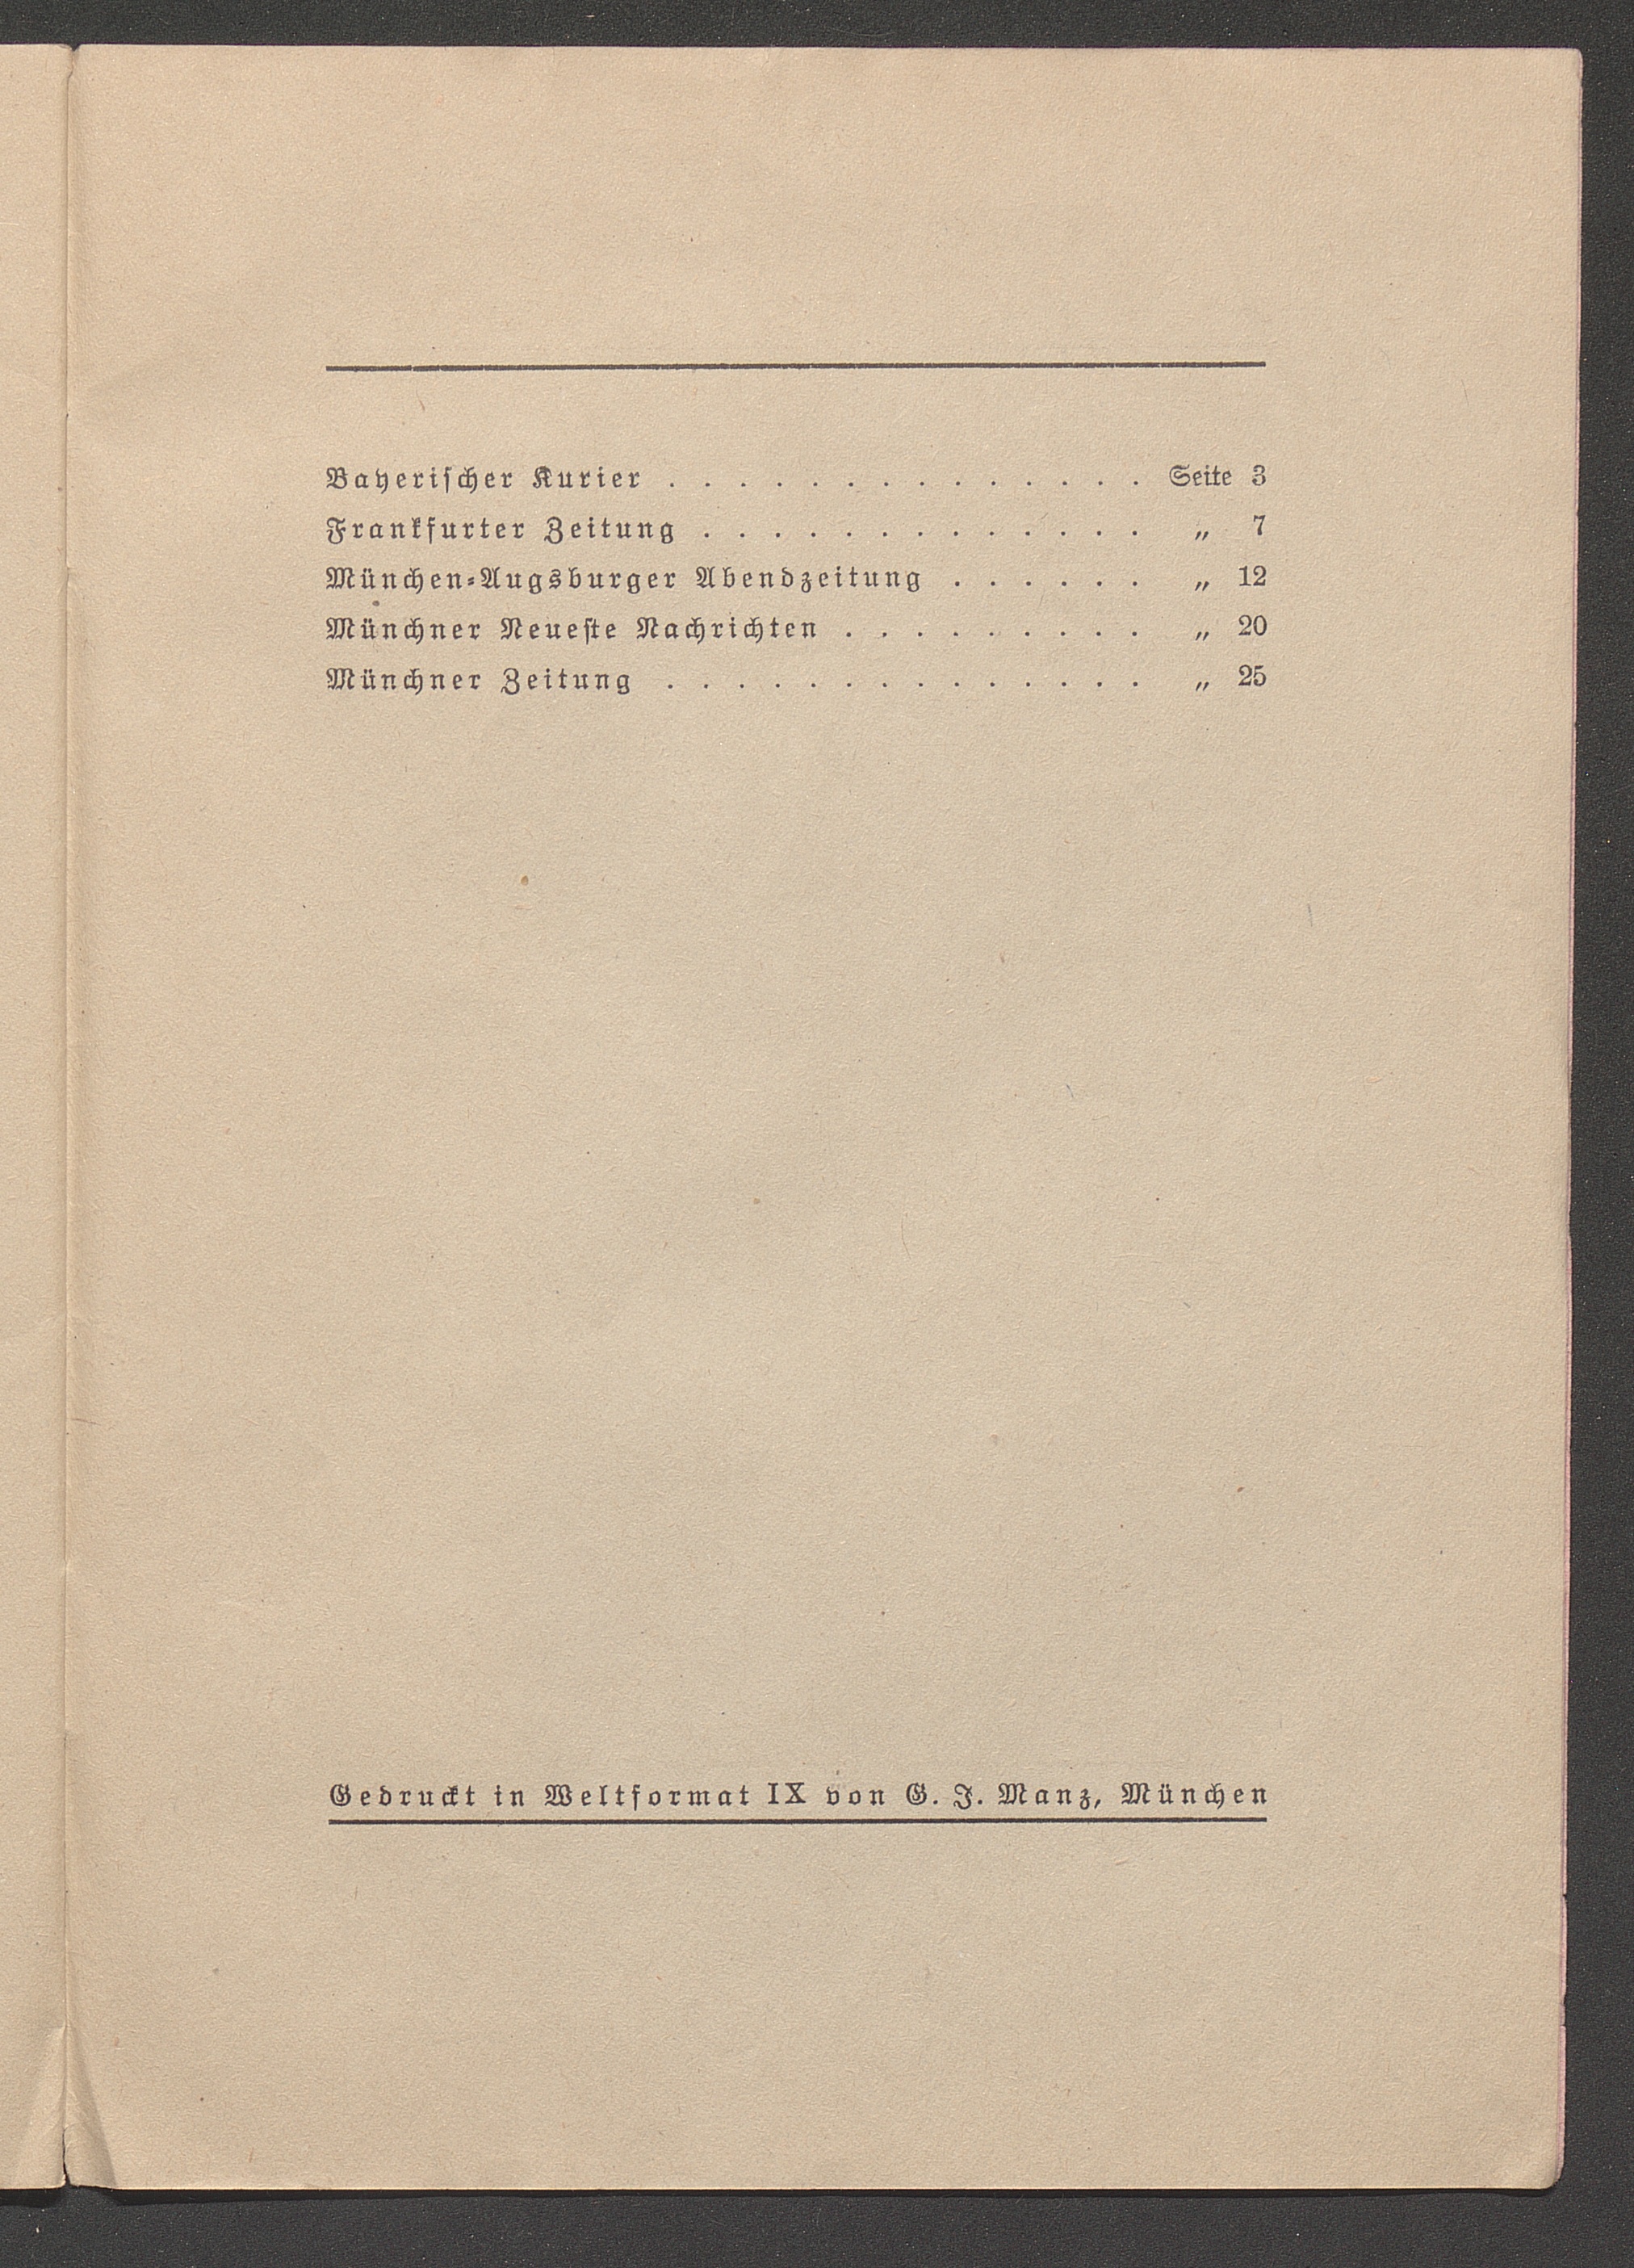 Bayerischer Kurier . . . . . . . . . . . . . . Seite 3
Frankfurter Zeitung . . . . . . . . . . . . . „ 7
München-Augsburger Abendzeitung . . . . . . „ 12
Münchner Neueste Nachrichten . . . . . . . . . „ 20
Münchner Zeitung . . . . . . . . . . . . . . „ 25
Gedruckt in Weltformat IX von G. J. Manz, München